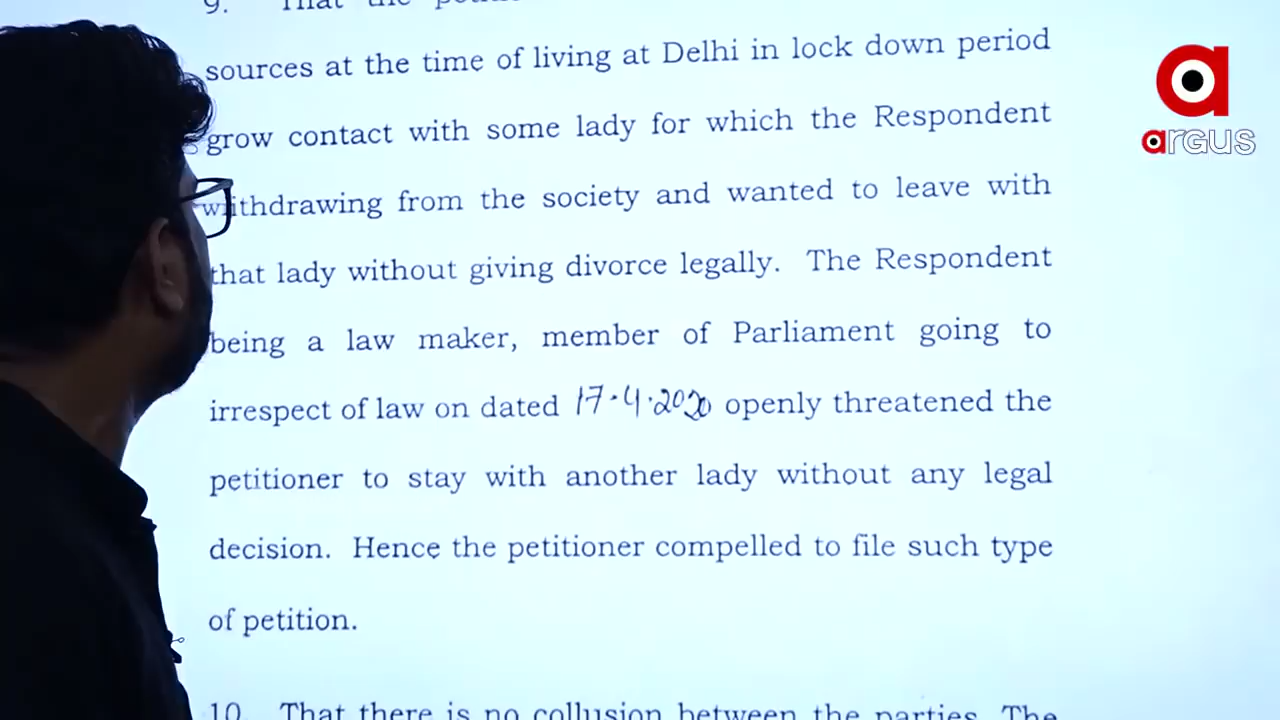 9. That the
sources at the time of living at Delhi in lock down period
grow contact with some lady for which the Respondent
withdrawing from the society and wanted to leave with
that lady without giving divorce legally. The Respondent
being a law maker, member of Parliament going to
irrespect of law on dated 17.4.2020 openly threatened the
petitioner to stay with another lady without any legal
decision. Hence the petitioner compelled to file such type
of petition.
10. That there is no collusion between the parties. The
argus